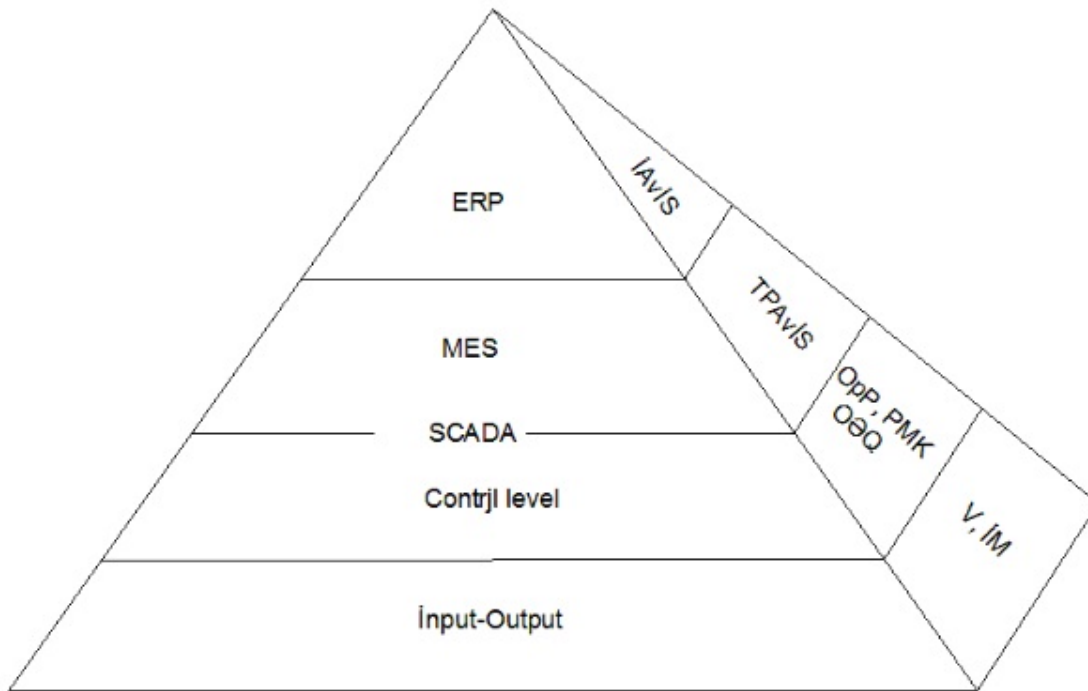 ERP
İAvİS
MES
TPAvİS
SCADA
OpP, PMK
OƏQ
Contrjl level
V, İM
İnput-Output